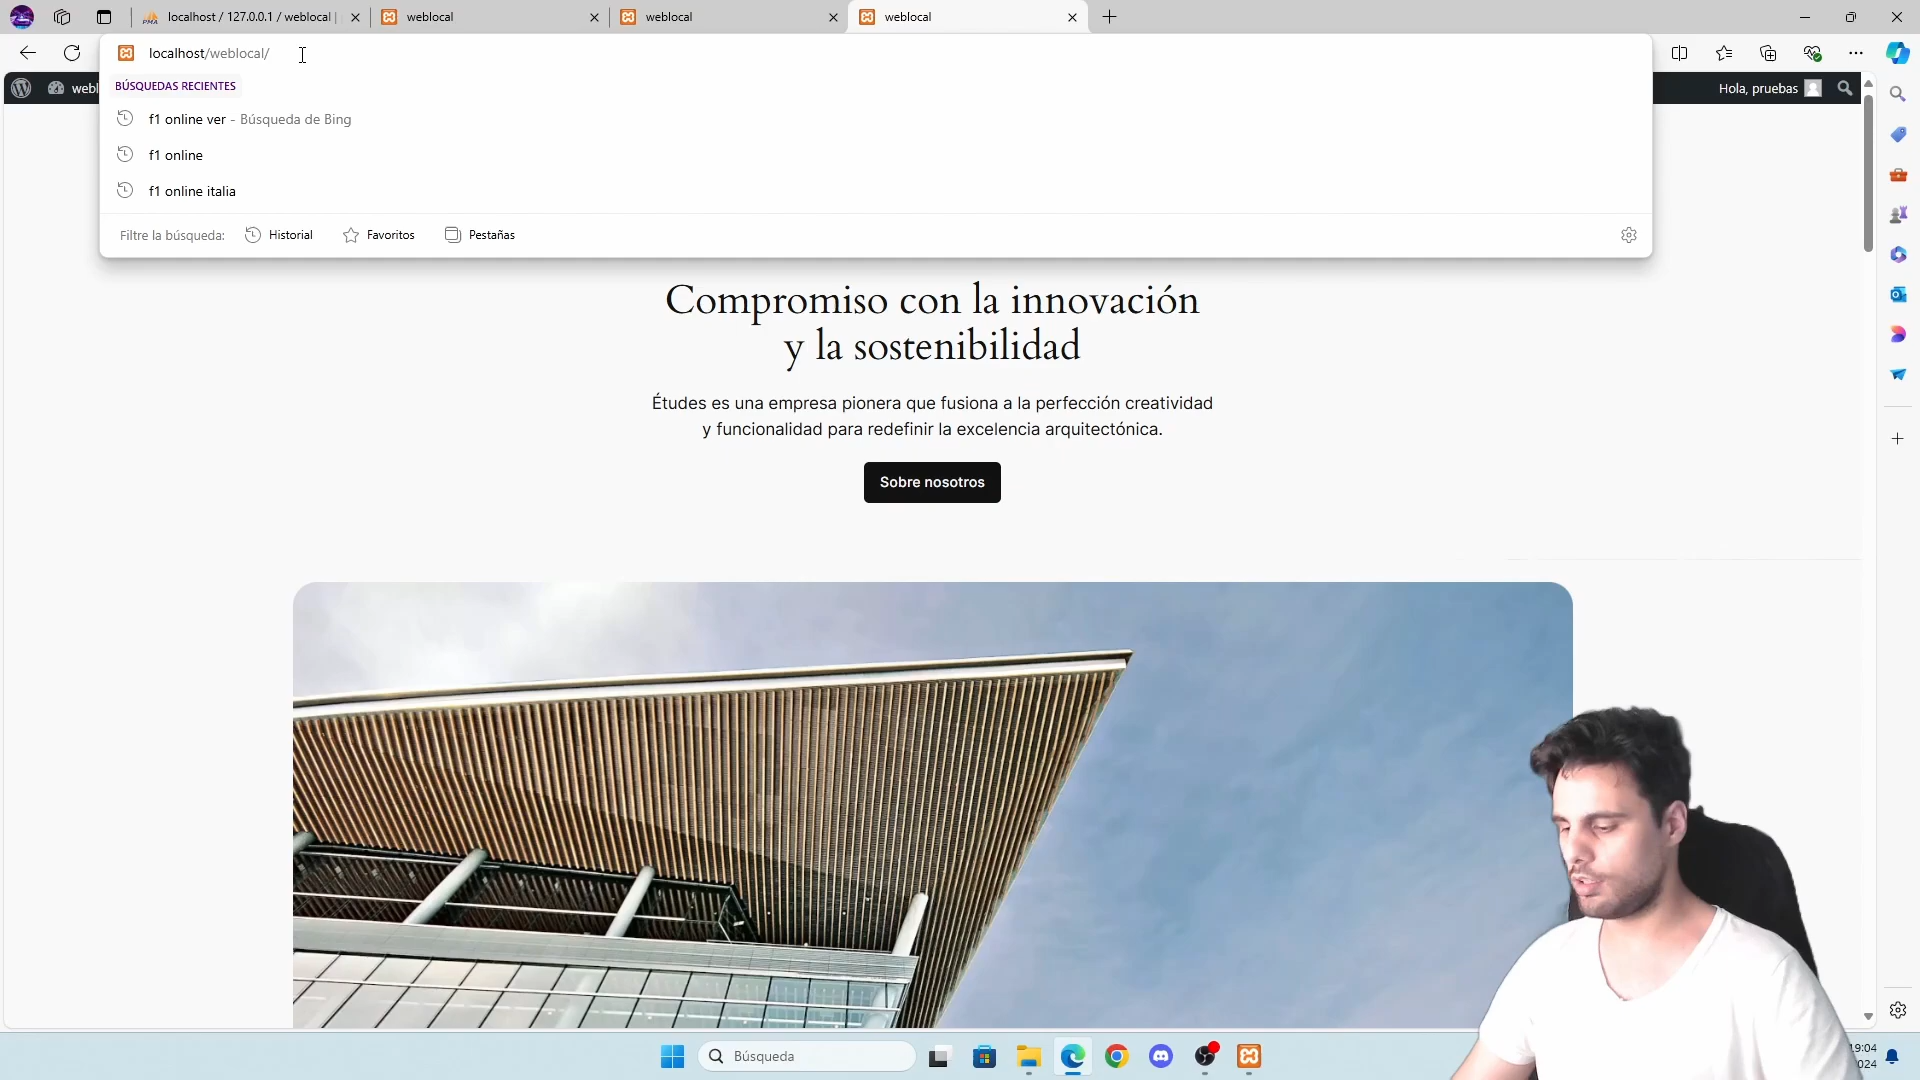 localhost / 127.0.0.1 / weblocal |
weblocal
weblocal
weblocal
localhost/weblocal/
BÚSQUEDAS RECIENTES
f1 online ver - Búsqueda de Bing
f1 online
f1 online italia
Filtre la búsqueda:
Historial
Favoritos
Pestañas
Hola, pruebas
Compromiso con la innovación
y la sostenibilidad
Études es una empresa pionera que fusiona a la perfección creatividad
y funcionalidad para redefinir la excelencia arquitectónica.
Sobre nosotros
Búsqueda